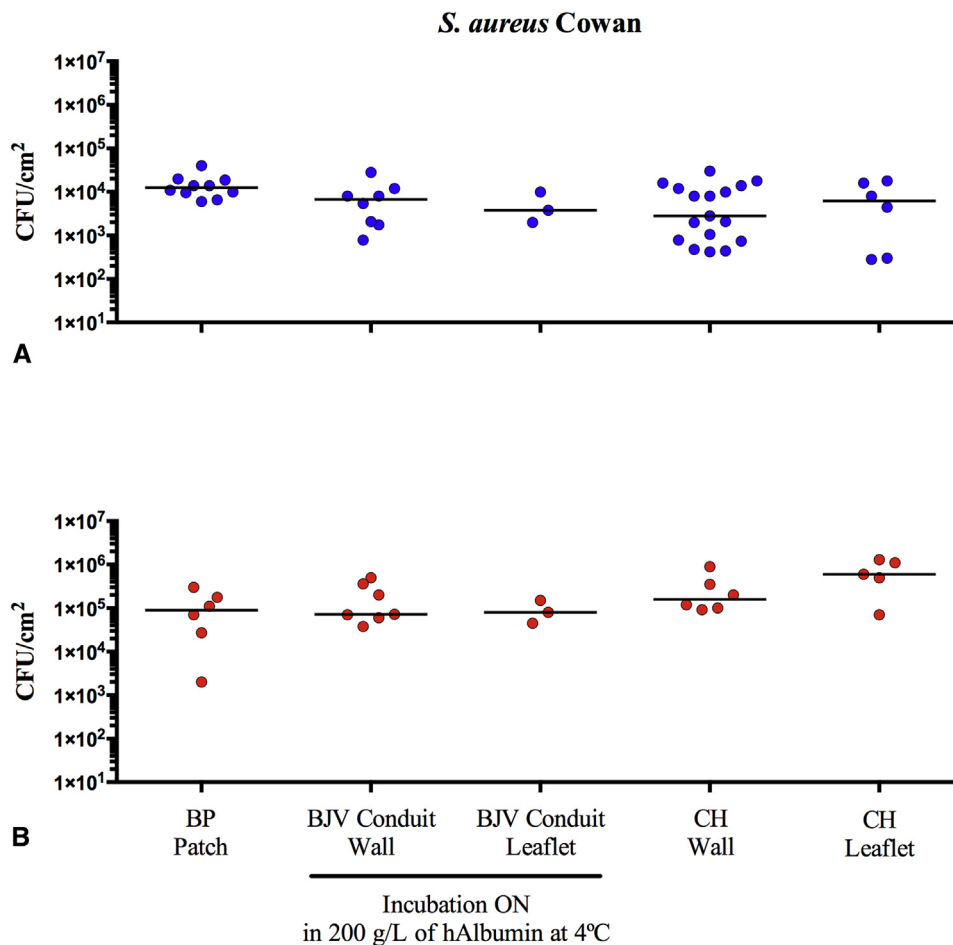 S. aureus Cowan
1×10⁷
1×10⁶
1×10⁵
1×10⁴
1×10³
1×10²
1×10¹
CFU/cm²
A
1×10⁷
1×10⁶
1×10⁵
1×10⁴
1×10³
1×10²
1×10¹
CFU/cm²
B
BP
Patch
BJV Conduit
Wall
BJV Conduit
Leaflet
CH
Wall
CH
Leaflet
Incubation ON
in 200 g/L of hAlbumin at 4ºC